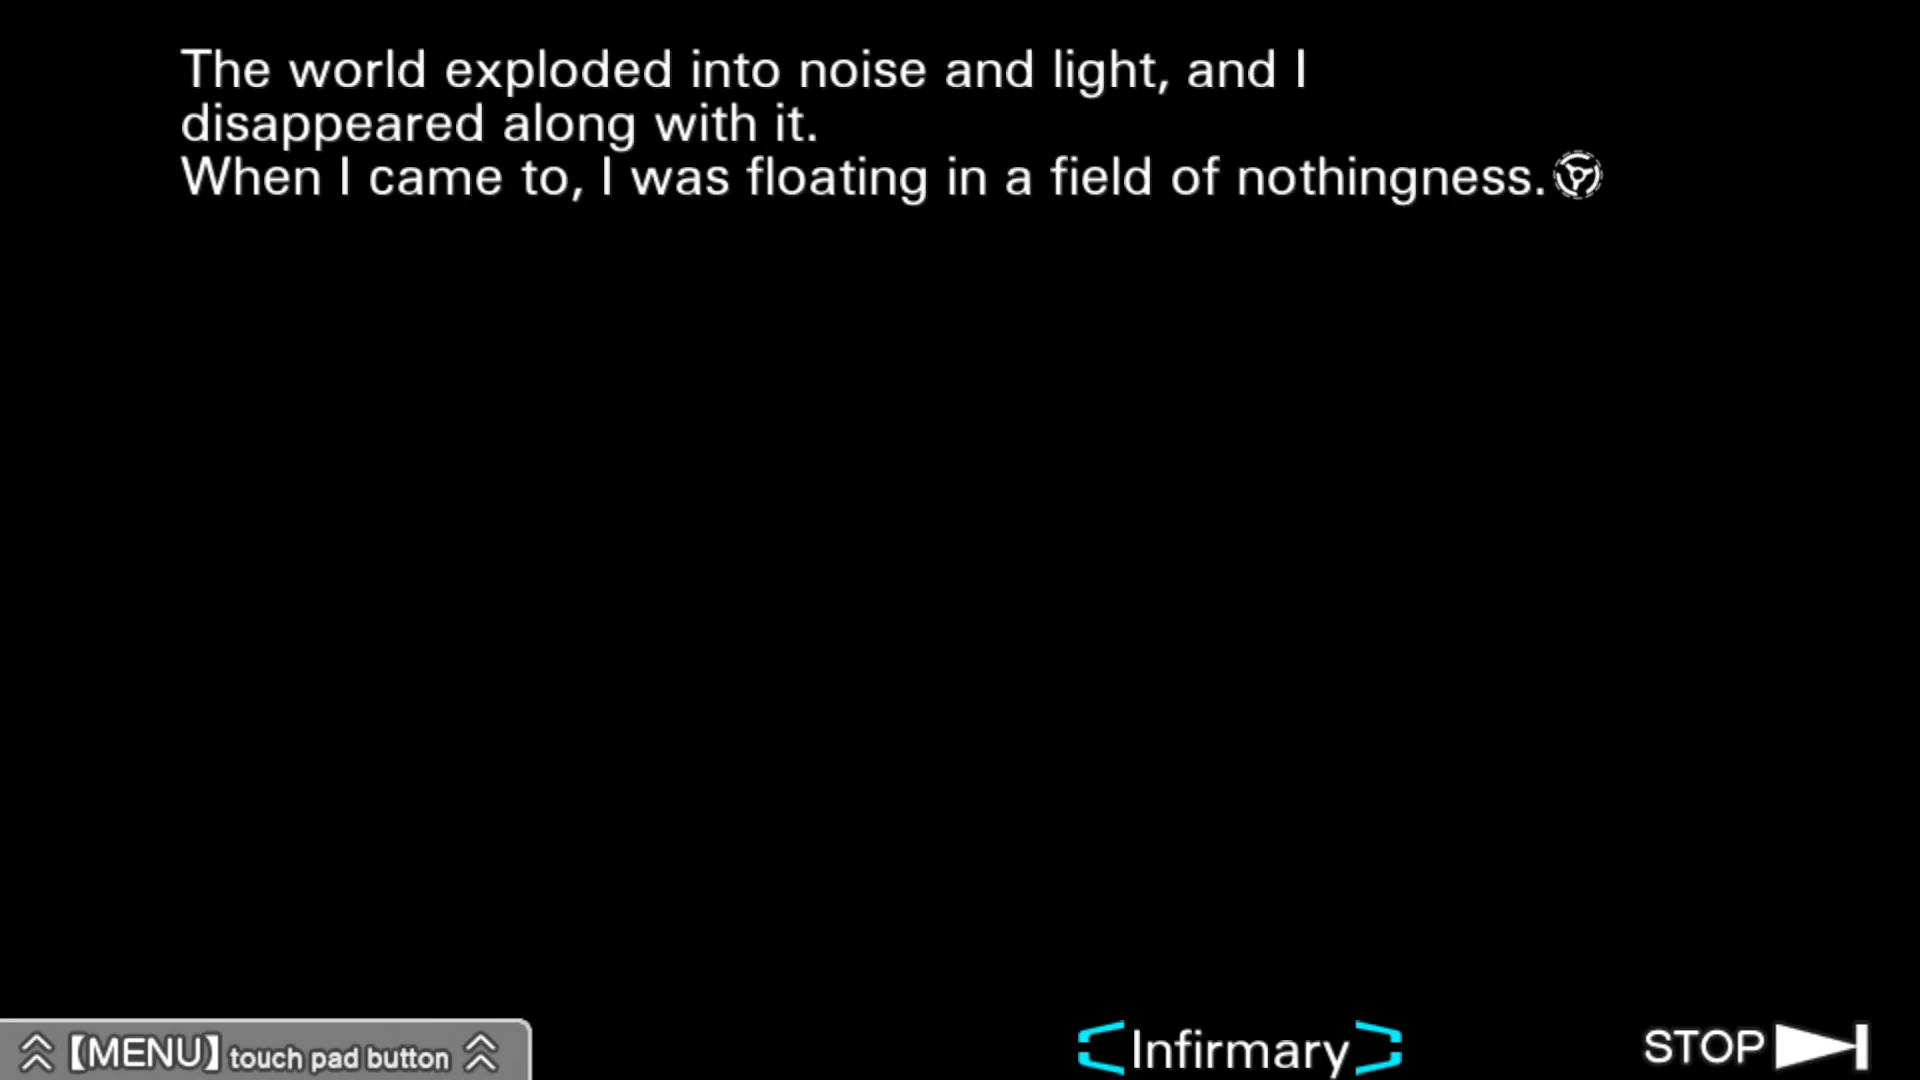 The world exploded into noise and light, and I
disappeared along with it.
When I came to, I was floating in a field of nothingness.
【MENU】touch pad button
Infirmary
STOP